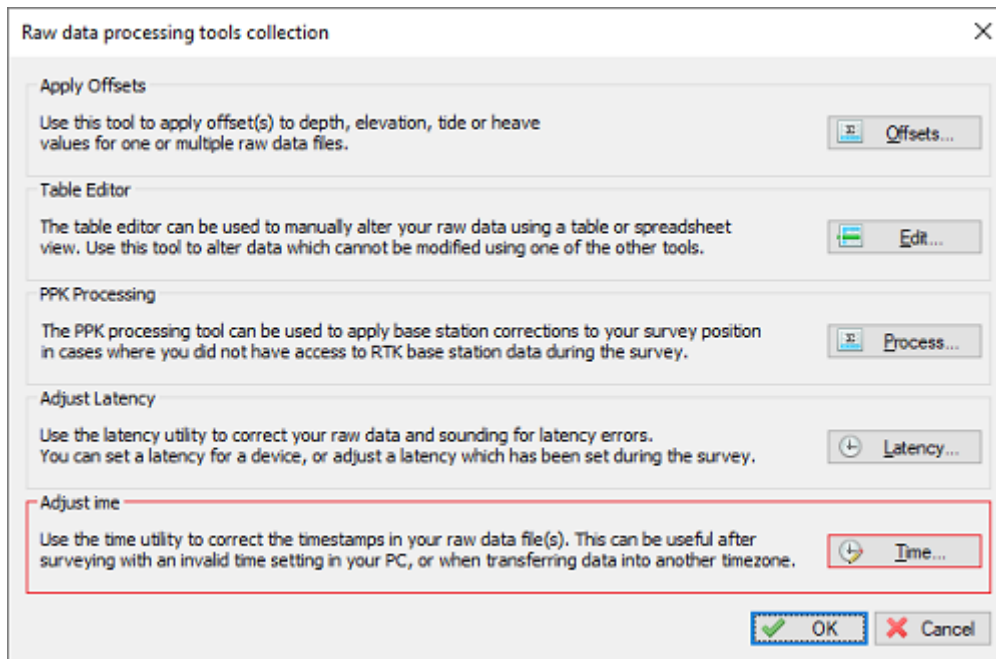 Raw data processing tools collection
Apply Offsets
Use this tool to apply offset(s) to depth, elevation, tide or heave
values for one or multiple raw data files.
Offsets...
Table Editor
The table editor can be used to manually alter your raw data using a table or spreadsheet
view. Use this tool to alter data which cannot be modified using one of the other tools.
Edit...
PPK Processing
The PPK processing tool can be used to apply base station corrections to your survey position
in cases where you did not have access to RTK base station data during the survey.
Process...
Adjust Latency
Use the latency utility to correct your raw data and sounding for latency errors.
You can set a latency for a device, or adjust a latency which has been set during the survey.
Latency...
Adjust ime
Use the time utility to correct the timestamps in your raw data file(s). This can be useful after
surveying with an invalid time setting in your PC, or when transferring data into another timezone.
Time...
OK
Cancel